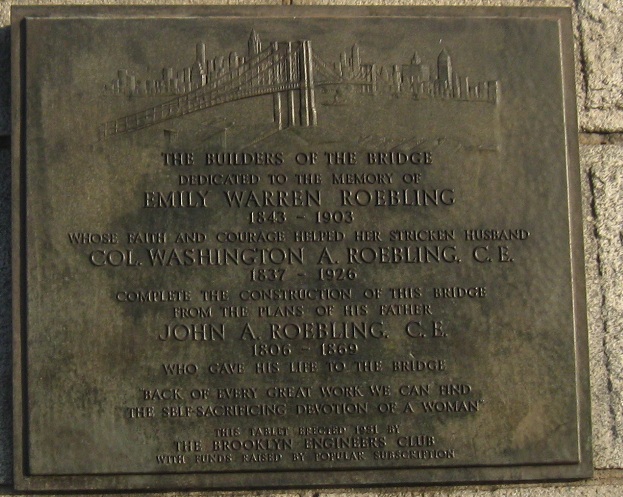 THE BUILDERS OF THE BRIDGE
DEDICATED TO THE MEMORY OF
EMILY WARREN ROEBLING
1843 - 1903
WHOSE FAITH AND COURAGE HELPED HER STRICKEN HUSBAND
COL. WASHINGTON A. ROEBLING, C.E.
1837 - 1926
COMPLETE THE CONSTRUCTION OF THIS BRIDGE
FROM THE PLANS OF HIS FATHER
JOHN A. ROEBLING, C.E.
1806 - 1869
WHO GAVE HIS LIFE TO THE BRIDGE
"BACK OF EVERY GREAT WORK WE CAN FIND
THE SELF-SACRIFICING DEVOTION OF A WOMAN"
THIS TABLET ERECTED 1951 BY
THE BROOKLYN ENGINEERS CLUB
WITH FUNDS RAISED BY POPULAR SUBSCRIPTION